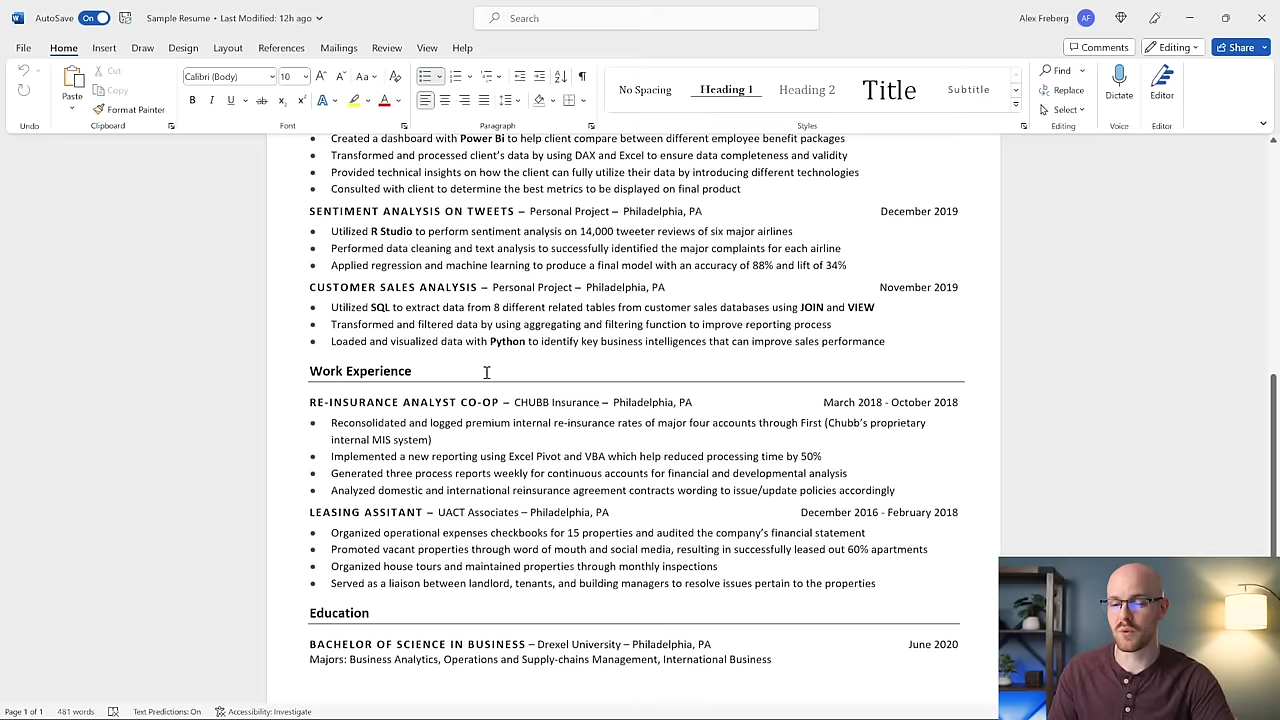 AutoSave On Sample Resume • Last Modified: 12h ago Search Alex Freberg AF
File Home Insert Draw Design Layout References Mailings Review View Help Comments Editing Share
Paste Cut Copy Format Painter
Calibri (Body) 10 Aa
B I U ab
No Spacing Heading 1 Heading 2 Title Subtitle
Find Replace Select Dictate Editor
Undo Clipboard Font Paragraph Styles Editing Voice Editor
Created a dashboard with Power Bi to help client compare between different employee benefit packages
• Transformed and processed client's data by using DAX and Excel to ensure data completeness and validity
• Provided technical insights on how the client can fully utilize their data by introducing different technologies
• Consulted with client to determine the best metrics to be displayed on final product
SENTIMENT ANALYSIS ON TWEETS – Personal Project – Philadelphia, PA December 2019
• Utilized R Studio to perform sentiment analysis on 14,000 tweeter reviews of six major airlines
• Performed data cleaning and text analysis to successfully identified the major complaints for each airline
• Applied regression and machine learning to produce a final model with an accuracy of 88% and lift of 34%
CUSTOMER SALES ANALYSIS – Personal Project – Philadelphia, PA November 2019
• Utilized SQL to extract data from 8 different related tables from customer sales databases using JOIN and VIEW
• Transformed and filtered data by using aggregating and filtering function to improve reporting process
• Loaded and visualized data with Python to identify key business intelligences that can improve sales performance
Work Experience
RE-INSURANCE ANALYST CO-OP – CHUBB Insurance – Philadelphia, PA March 2018 - October 2018
• Reconsolidated and logged premium internal re-insurance rates of major four accounts through First (Chubb's proprietary
internal MIS system)
• Implemented a new reporting using Excel Pivot and VBA which help reduced processing time by 50%
• Generated three process reports weekly for continuous accounts for financial and developmental analysis
• Analyzed domestic and international reinsurance agreement contracts wording to issue/update policies accordingly
LEASING ASSITANT – UACT Associates – Philadelphia, PA December 2016 - February 2018
• Organized operational expenses checkbooks for 15 properties and audited the company's financial statement
• Promoted vacant properties through word of mouth and social media, resulting in successfully leased out 60% apartments
• Organized house tours and maintained properties through monthly inspections
• Served as a liaison between landlord, tenants, and building managers to resolve issues pertain to the properties
Education
BACHELOR OF SCIENCE IN BUSINESS – Drexel University – Philadelphia, PA June 2020
Majors: Business Analytics, Operations and Supply-chains Management, International Business
Page 1 of 1 481 words Text Predictions: On Accessibility: Investigate